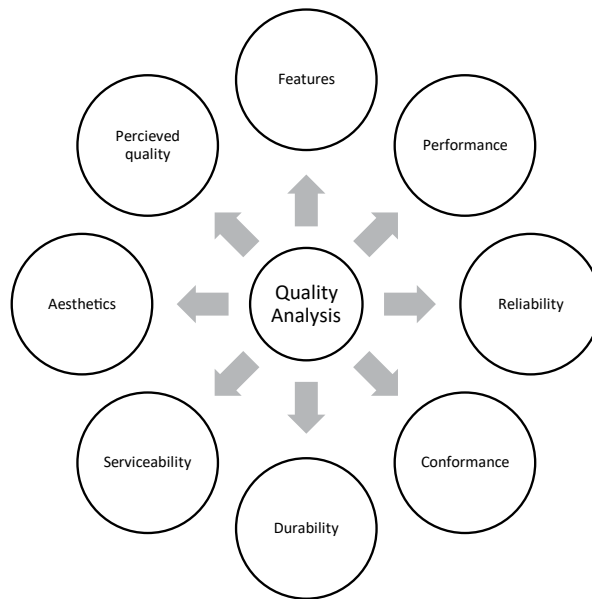 Features
Percieved
quality
Performance
Aesthetics
Quality
Analysis
Reliability
Serviceability
Conformance
Durability